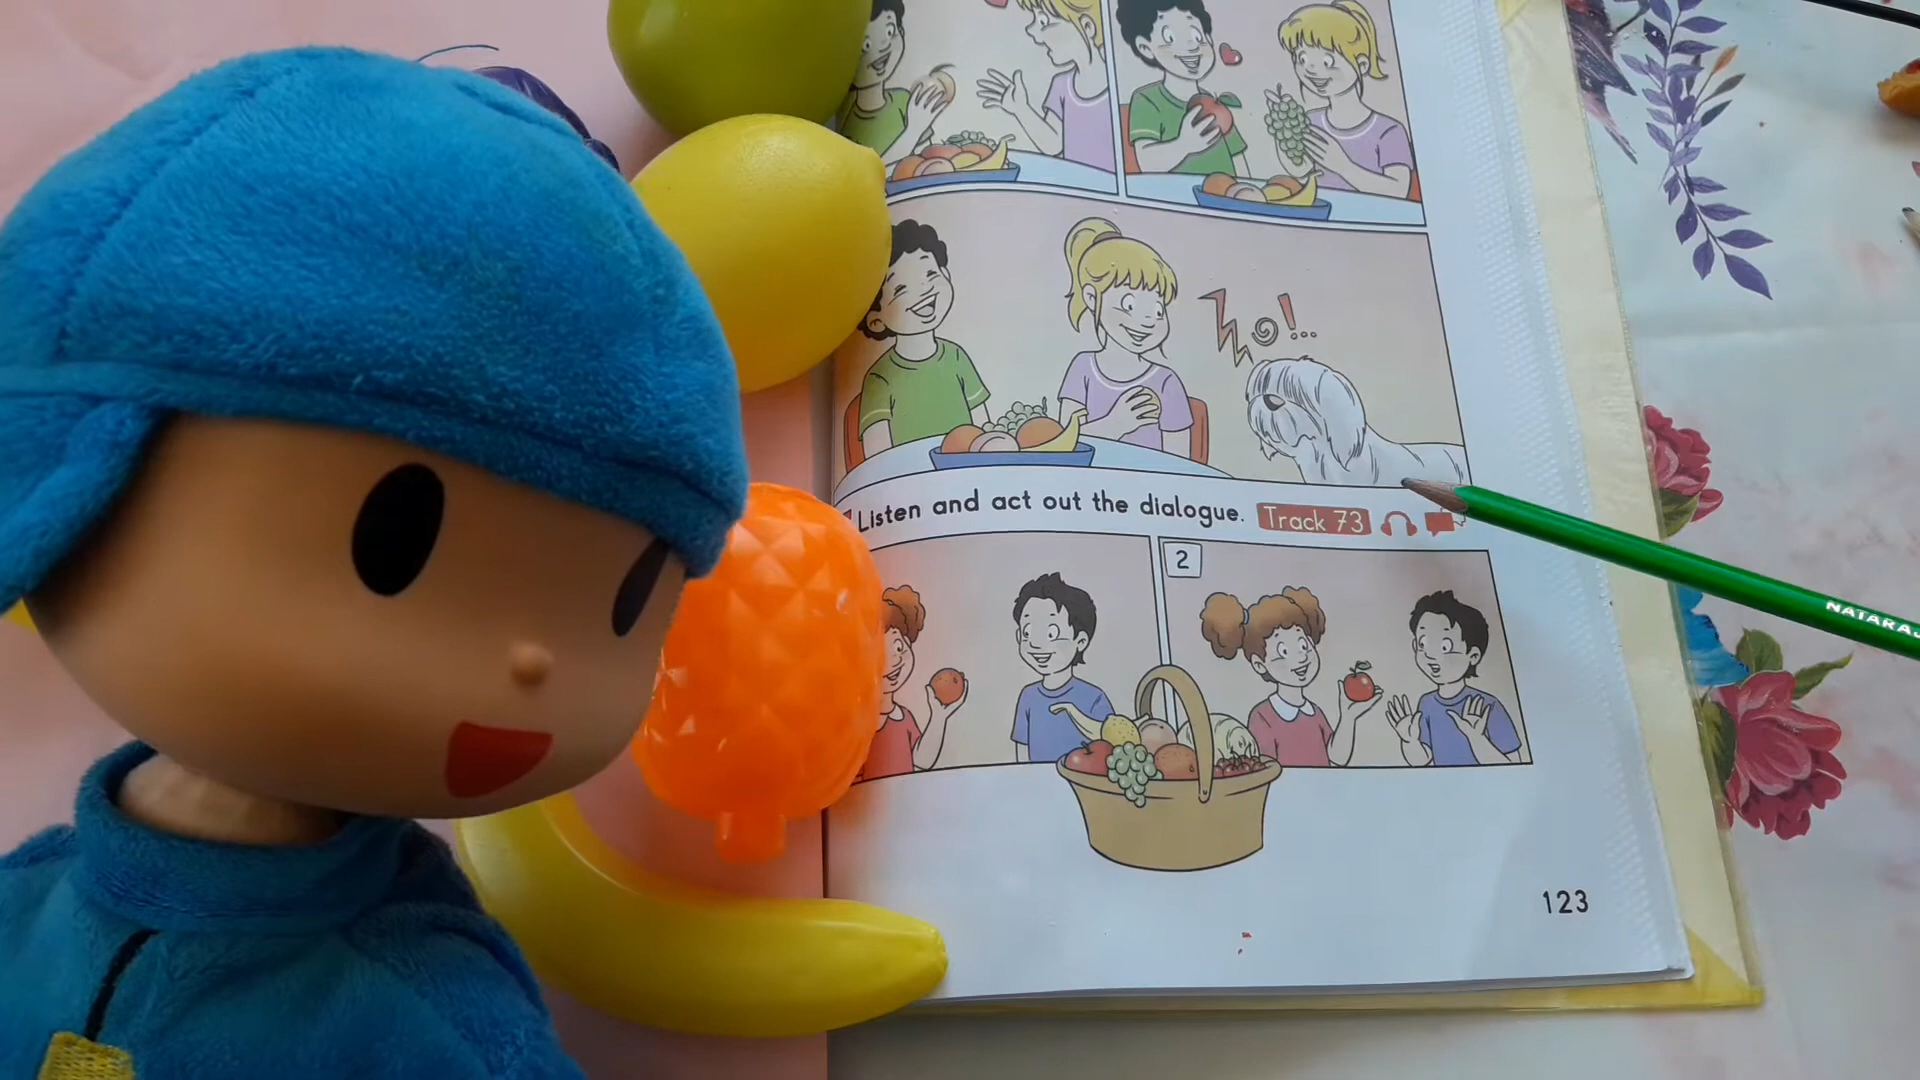 Listen and act out the dialogue. Track 73
2
NATARAJ
123